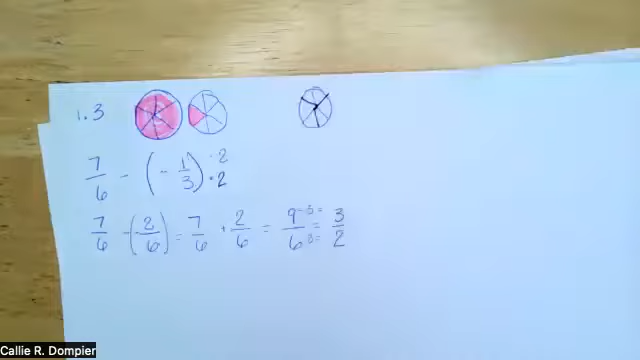 1.3
7/6 - (-1/3) ·2 ·2
7/6 -(-2/6) = 7/6 + 2/6 = 9/6 ÷3= ÷3= = 3/2
Callie R. Dompier